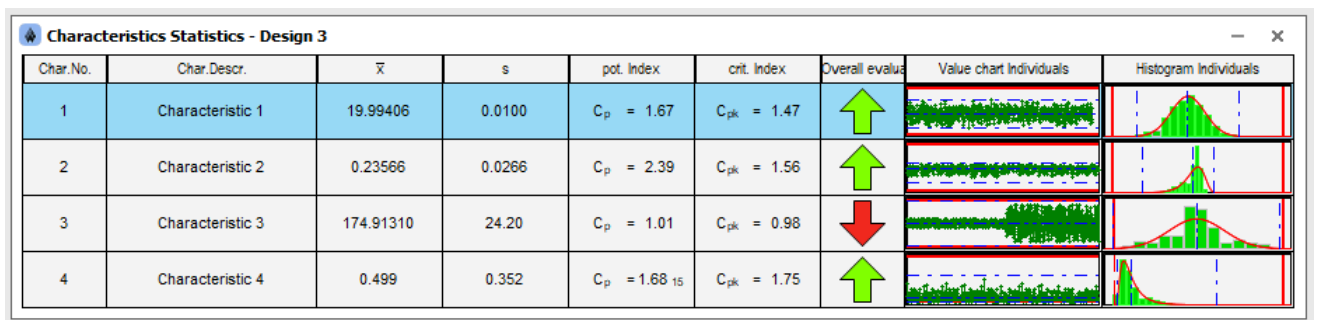 Characteristics Statistics - Design 3
Char.No. Char.Descr. x̅ s pot. Index crit. Index Overall evalua Value chart Individuals Histogram Individuals
1 Characteristic 1 19.99406 0.0100 Cp = 1.67 Cpk = 1.47
2 Characteristic 2 0.23566 0.0266 Cp = 2.39 Cpk = 1.56
3 Characteristic 3 174.91310 24.20 Cp = 1.01 Cpk = 0.98
4 Characteristic 4 0.499 0.352 Cp = 1.68 15 Cpk = 1.75